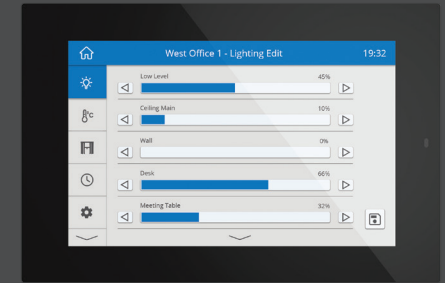 West Office 1 - Lighting Edit 19:32
Low Level 45%
Ceiling Main 10%
°C
Wall 0%
Desk 66%
Meeting Table 32%